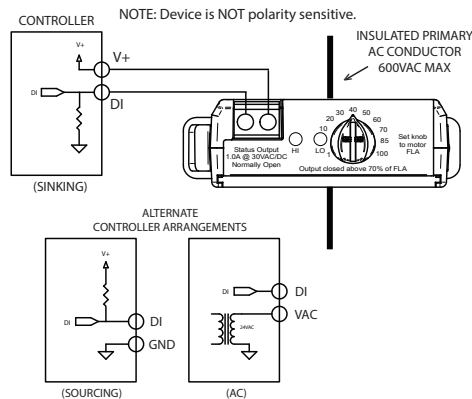 NOTE: Device is NOT polarity sensitive.
CONTROLLER
V+
V+
DI
DI
(SINKING)
INSULATED PRIMARY
AC CONDUCTOR
600VAC MAX
Status Output
1.0A @ 30VAC/DC
Normally Open
HI
LO
1
10
20
30
40
50
60
70
85
100
Set knob
to motor
FLA
Output closed above 70% of FLA
ALTERNATE
CONTROLLER ARRANGEMENTS
V+
DI
DI
GND
(SOURCING)
DI
DI
VAC
24VAC
(AC)